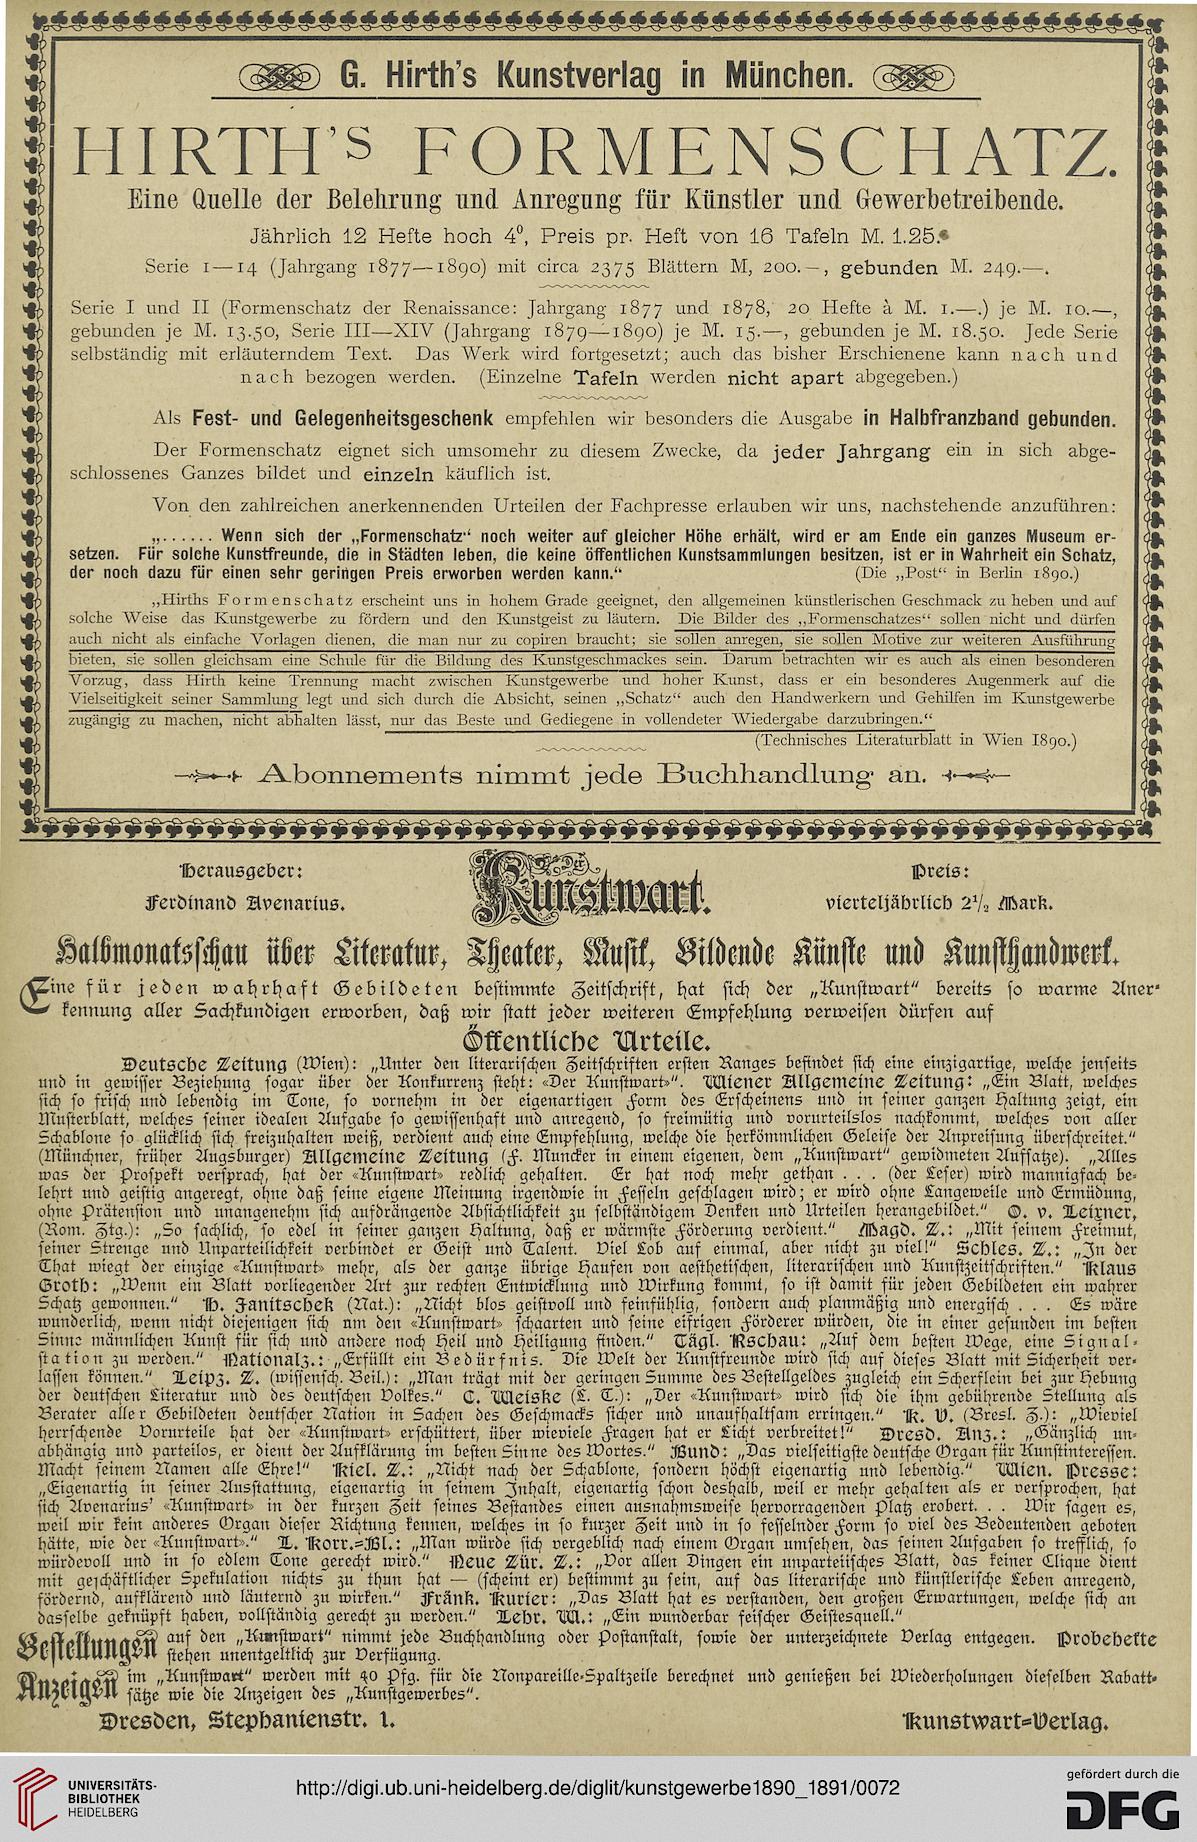 G. Hirth's Kunstverlag in München.
HIRTH'S FORMENSCHATZ.
Eine Quelle der Belehrung und Anregung für Künstler und Gewerbetreibende.
Jährlich 12 Hefte hoch 4⁰, Preis pr. Heft von 16 Tafeln M. 1.25.
Serie 1—14 (Jahrgang 1877—1890) mit circa 2375 Blättern M, 200.—, gebunden M. 249.—.
Serie I und II (Formenschatz der Renaissance: Jahrgang 1877 und 1878, 20 Hefte à M. 1.—.) je M. 10.—,
gebunden je M. 13.50, Serie III—XIV (Jahrgang 1879—1890) je M. 15.—, gebunden je M. 18.50. Jede Serie
selbständig mit erläuterndem Text. Das Werk wird fortgesetzt; auch das bisher Erschienene kann nach und
nach bezogen werden. (Einzelne Tafeln werden nicht apart abgegeben.)
Als Fest- und Gelegenheitsgeschenk empfehlen wir besonders die Ausgabe in Halbfranzband gebunden.
Der Formenschatz eignet sich umsomehr zu diesem Zwecke, da jeder Jahrgang ein in sich abge-
schlossenes Ganzes bildet und einzeln käuflich ist.
Von den zahlreichen anerkennenden Urteilen der Fachpresse erlauben wir uns, nachstehende anzuführen:
„...... Wenn sich der „Formenschatz“ noch weiter auf gleicher Höhe erhält, wird er am Ende ein ganzes Museum er-
setzen. Für solche Kunstfreunde, die in Städten leben, die keine öffentlichen Kunstsammlungen besitzen, ist er in Wahrheit ein Schatz,
der noch dazu für einen sehr geringen Preis erworben werden kann.“ (Die „Post“ in Berlin 1890.)
„Hirths Formenschatz erscheint uns in hohem Grade geeignet, den allgemeinen künstlerischen Geschmack zu heben und auf
solche Weise das Kunstgewerbe zu fördern und den Kunstgeist zu läutern. Die Bilder des „Formenschatzes“ sollen nicht und dürfen
auch nicht als einfache Vorlagen dienen, die man nur zu copiren braucht; sie sollen anregen, sie sollen Motive zur weiteren Ausführung
bieten, sie sollen gleichsam eine Schule für die Bildung des Kunstgeschmackes sein. Darum betrachten wir es auch als einen besonderen
Vorzug, dass Hirth keine Trennung macht zwischen Kunstgewerbe und hoher Kunst, dass er ein besonderes Augenmerk auf die
Vielseitigkeit seiner Sammlung legt und sich durch die Absicht, seinen „Schatz“ auch den Handwerkern und Gehilfen im Kunstgewerbe
zugängig zu machen, nicht abhalten lässt, nur das Beste und Gediegene in vollendeter Wiedergabe darzubringen.“
(Technisches Literaturblatt in Wien 1890.)
Abonnements nimmt jede Buchhandlung an.
Herausgeber:
Ferdinand Avenarius.
Der Kunstwart.
Preis:
vierteljährlich 2½ Mark.
Halbmonatsschau über Literatur, Theater, Musik, Bildende Künste und Kunsthandwerk.
Eine für jeden wahrhaft Gebildeten bestimmte Zeitschrift, hat sich der „Kunstwart“ bereits so warme Aner-
kennung aller Sachkundigen erworben, daß wir statt jeder weiteren Empfehlung verweisen dürfen auf
Öffentliche Urteile.
Deutsche Zeitung (Wien): „Unter den literarischen Zeitschriften ersten Ranges befindet sich eine einzigartige, welche jenseits
und in gewisser Beziehung sogar über der Konkurrenz steht: «Der Kunstwart»“. Wiener Allgemeine Zeitung: „Ein Blatt, welches
sich so frisch und lebendig im Tone, so vornehm in der eigenartigen Form des Erscheinens und in seiner ganzen Haltung zeigt, ein
Musterblatt, welches seiner idealen Aufgabe so gewissenhaft und anregend, so freimütig und vorurteilslos nachkommt, welches von aller
Schablone so glücklich sich freizuhalten weiß, verdient auch eine Empfehlung, welche die herkömmlichen Geleise der Anpreisung überschreitet.“
(Münchner, früher Augsburger) Allgemeine Zeitung (F. Muncker in einem eigenen, dem „Kunstwart“ gewidmeten Aufsatze). „Alles
was der Prospekt versprach, hat der «Kunstwart» redlich gehalten. Er hat noch mehr gethan . . . (der Leser) wird mannigfach be-
lehrt und geistig angeregt, ohne daß seine eigene Meinung irgendwie in Fesseln geschlagen wird; er wird ohne Langeweile und Ermüdung,
ohne Prätension und unangenehm sich aufdrängende Absichtlichkeit zu selbständigem Denken und Urteilen herangebildet.“ O. v. Leixner,
(Rom. Ztg.): „So sachlich, so edel in seiner ganzen Haltung, daß er wärmste Förderung verdient.“ Magd. Z.: „Mit seinem Freimut,
seiner Strenge und Unparteilichkeit verbindet er Geist und Talent. Viel Lob auf einmal, aber nicht zu viel!“ Schles. Z.: „In der
That wiegt der einzige «Kunstwart» mehr, als der ganze übrige Haufen von aesthetischen, literarischen und Kunstzeitschriften.“ Klaus
Groth: „Wenn ein Blatt vorliegender Art zur rechten Entwicklung und Wirkung kommt, so ist damit für jeden Gebildeten ein wahrer
Schatz gewonnen.“ H. Janitschek (Nat.): „Nicht blos geistvoll und feinfühlig, sondern auch planmäßig und energisch . . . Es wäre
wunderlich, wenn nicht diejenigen sich um den «Kunstwart» schaarten und seine eifrigen Förderer würden, die in einer gesunden im besten
Sinne männlichen Kunst für sich und andere noch Heil und Heiligung finden.“ Tägl. Rschau: „Auf dem besten Wege, eine Signal-
station zu werden.“ Nationalz.: „Erfüllt ein Bedürfnis. Die Welt der Kunstfreunde wird sich auf dieses Blatt mit Sicherheit ver-
lassen können.“ Leipz. Z. (wissensch. Beil.): „Man trägt mit der geringen Summe des Bestellgeldes zugleich ein Scherflein bei zur Hebung
der deutschen Literatur und des deutschen Volkes.“ C. Weiske (L. T.): „Der «Kunstwart» wird sich die ihm gebührende Stellung als
Berater aller Gebildeten deutscher Nation in Sachen des Geschmacks sicher und unaufhaltsam erringen.“ K. V. (Bresl. Z.): „Wieviel
herrschende Vorurteile hat der «Kunstwart» erschüttert, über wieviele Fragen hat er Licht verbreitet!“ Dresd. Anz.: „Gänzlich un-
abhängig und parteilos, er dient der Aufklärung im besten Sinne des Wortes.“ Bund: „Das vielseitigste deutsche Organ für Kunstinteressen.
Macht seinem Namen alle Ehre!“ Kiel. Z.: „Nicht nach der Schablone, sondern höchst eigenartig und lebendig.“ Wien. Presse:
„Eigenartig in seiner Ausstattung, eigenartig in seinem Inhalt, eigenartig schon deshalb, weil er mehr gehalten als er versprochen, hat
sich Avenarius' «Kunstwart» in der kurzen Zeit seines Bestandes einen ausnahmsweise hervorragenden Platz erobert. . . Wir sagen es,
weil wir kein anderes Organ dieser Richtung kennen, welches in so kurzer Zeit und in so fesselnder Form so viel des Bedeutenden geboten
hätte, wie der «Kunstwart».“ L. Korr.-Bl.: „Man würde sich vergeblich nach einem Organ umsehen, das seinen Aufgaben so trefflich, so
würdevoll und in so edlem Tone gerecht wird.“ Neue Zür. Z.: „Vor allen Dingen ein unparteiisches Blatt, das keiner Clique dient
mit geschäftlicher Spekulation nichts zu thun hat — (scheint er) bestimmt zu sein, auf das literarische und künstlerische Leben anregend,
fördernd, aufklärend und läuternd zu wirken.“ Fränk. Kurier: „Das Blatt hat es verstanden, den großen Erwartungen, welche sich an
dasselbe geknüpft haben, vollständig gerecht zu werden.“ Lehr. W.: „Ein wunderbar feischer Geistesquell.“
Bestellungen auf den „Kunstwart“ nimmt jede Buchhandlung oder Postanstalt, sowie der unterzeichnete Verlag entgegen. Probehefte
stehen unentgeltlich zur Verfügung.
Anzeigen im „Kunstwart“ werden mit 40 Pfg. für die Nonpareille-Spaltzeile berechnet und genießen bei Wiederholungen dieselben Rabatt-
sätze wie die Anzeigen des „Kunstgewerbes“.
Dresden, Stephanienstr. 1. Kunstwart-Verlag.
UNIVERSITÄTS-
BIBLIOTHEK
HEIDELBERG
http://digi.ub.uni-heidelberg.de/diglit/kunstgewerbe1890_1891/0072
gefördert durch die
DFG